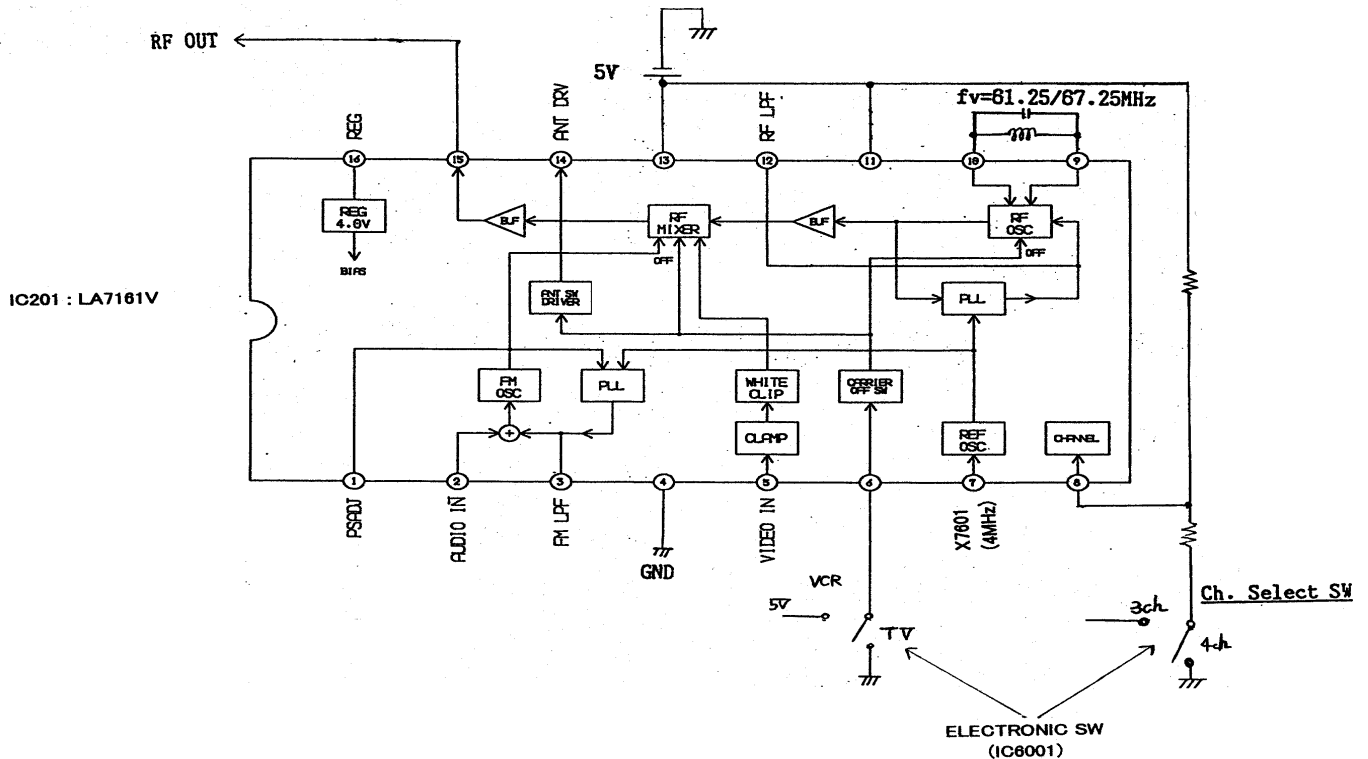 RF OUT
5V
REG
ANT DRV
RF LPF
fv=61.25/67.25MHz
16
15
14
13
12
11
10
9
REG
4.8V
BIAS
BUF
RF
MIXER
OFF
BUF
RF
OSC
OFF
IC201 : LA7161V
ANT SW
DRIVER
PLL
FM
OSC
PLL
WHITE
CLIP
CARRIER
OFF SW
+
CLAMP
REF
OSC
CHANNEL
1
2
3
4
5
6
7
8
PSADJ
AUDIO IN
FM LPF
GND
VIDEO IN
X7601
(4MHz)
VCR
5V
TV
Ch. Select SW
3ch
4ch
ELECTRONIC SW
(IC6001)